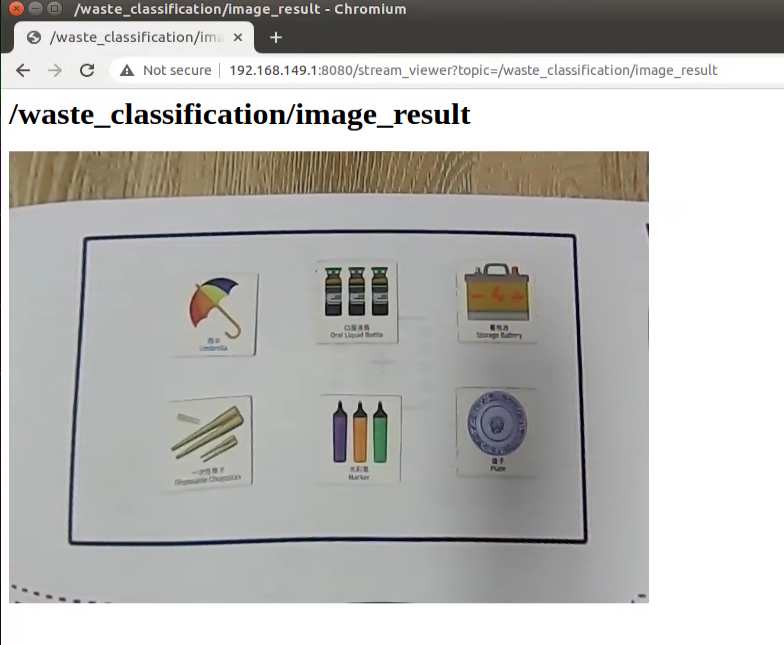 /waste_classification/image_result - Chromium
/waste_classification/ima
Not secure
192.168.149.1:8080/stream_viewer?topic=/waste_classification/image_result
/waste_classification/image_result
雨伞
Umbrella
口服液瓶
Oral Liquid Bottle
蓄电池
Storage Battery
一次性筷子
Disposable Chopsticks
水彩笔
Marker
盘子
Plate